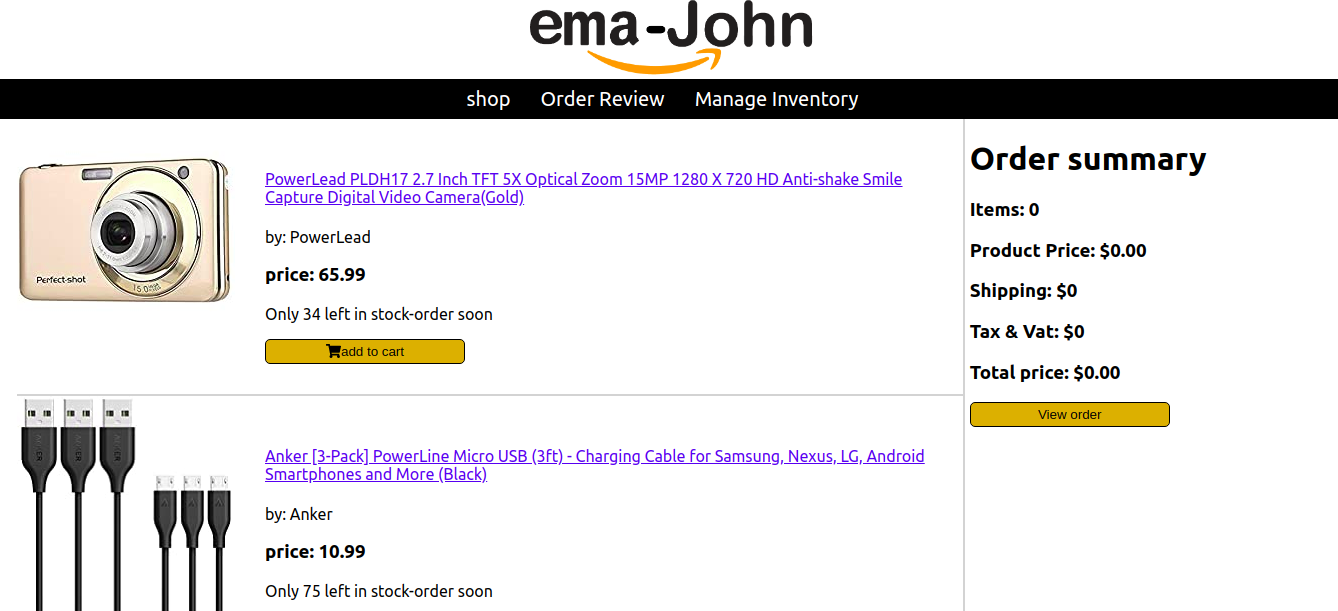 ema-John
shop Order Review Manage Inventory
PowerLead PLDH17 2.7 Inch TFT 5X Optical Zoom 15MP 1280 X 720 HD Anti-shake Smile
Capture Digital Video Camera(Gold)
by: PowerLead
price: 65.99
Only 34 left in stock-order soon
add to cart
Perfect-shot
Anker [3-Pack] PowerLine Micro USB (3ft) - Charging Cable for Samsung, Nexus, LG, Android
Smartphones and More (Black)
by: Anker
price: 10.99
Only 75 left in stock-order soon
ANKER
ANKER
ANKER
Order summary
Items: 0
Product Price: $0.00
Shipping: $0
Tax & Vat: $0
Total price: $0.00
View order